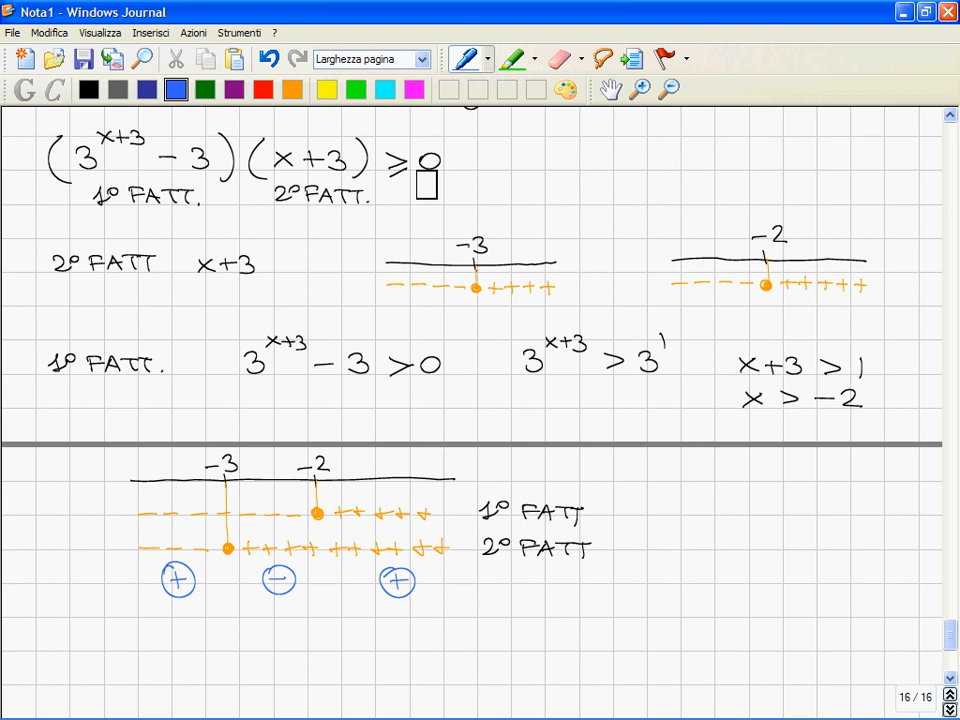 Nota1 - Windows Journal
File Modifica Visualizza Inserisci Azioni Strumenti ?
Larghezza pagina
G C
(3^(x+3) - 3) (x+3) ≥ 0
1° FATT. 2° FATT.
2° FATT x+3
-3
- - - - + + + +
-2
- - - - + + + + +
1° FATT. 3^(x+3) - 3 > 0 3^(x+3) > 3^1 x+3 > 1
x > -2
-3 -2
- - - - - - - - ++ + + + 1° FATT
- - - - ++ ++ ++ ++ ++ 2° FATT
+ - +
16 / 16